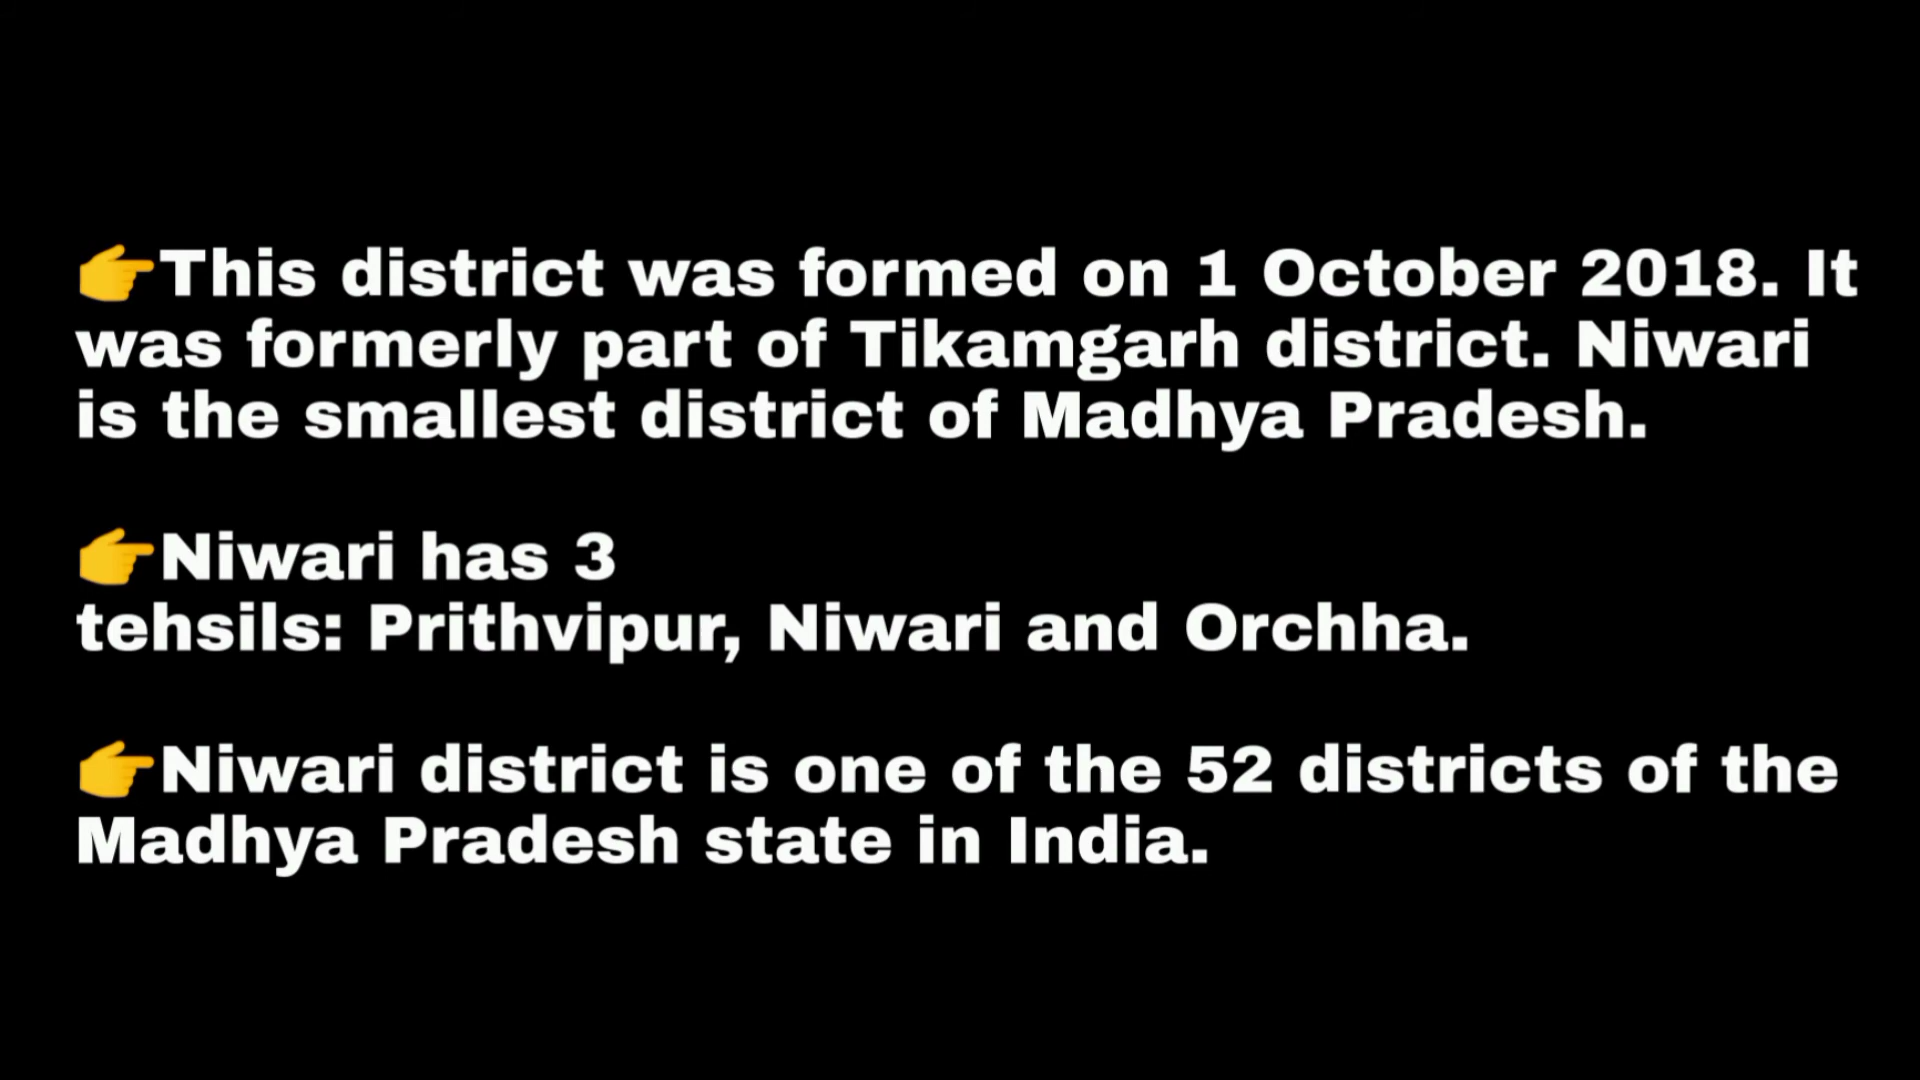 👉This district was formed on 1 October 2018. It
was formerly part of Tikamgarh district. Niwari
is the smallest district of Madhya Pradesh.
👉Niwari has 3
tehsils: Prithvipur, Niwari and Orchha.
👉Niwari district is one of the 52 districts of the
Madhya Pradesh state in India.